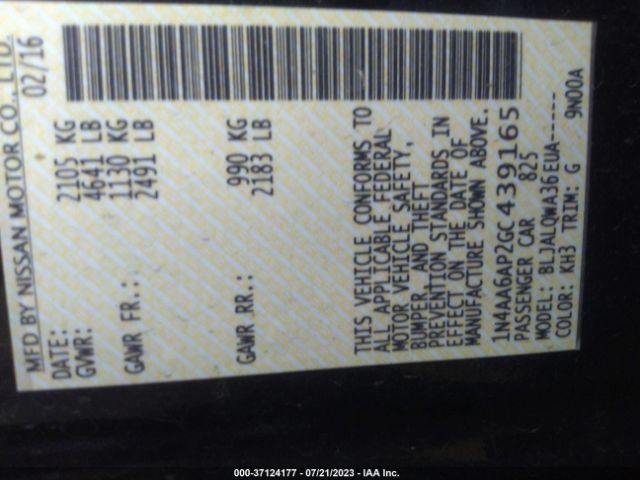 MFD BY NISSAN MOTOR CO., LTD.
DATE: 02/16
GVWR: 2105 KG
4641 LB
GAWR FR.: 1130 KG
2491 LB
GAWR RR.: 990 KG
2183 LB
THIS VEHICLE CONFORMS TO
ALL APPLICABLE FEDERAL
MOTOR VEHICLE SAFETY,
BUMPER, AND THEFT
PREVENTION STANDARDS IN
EFFECT ON THE DATE OF
MANUFACTURE SHOWN ABOVE.
1N4AA6AP2GC439165
PASSENGER CAR 825
MODEL: BLJALQWA36EUA-----
COLOR: KH3 TRIM: G 9N00A
000-37124177 - 07/21/2023 - IAA Inc.